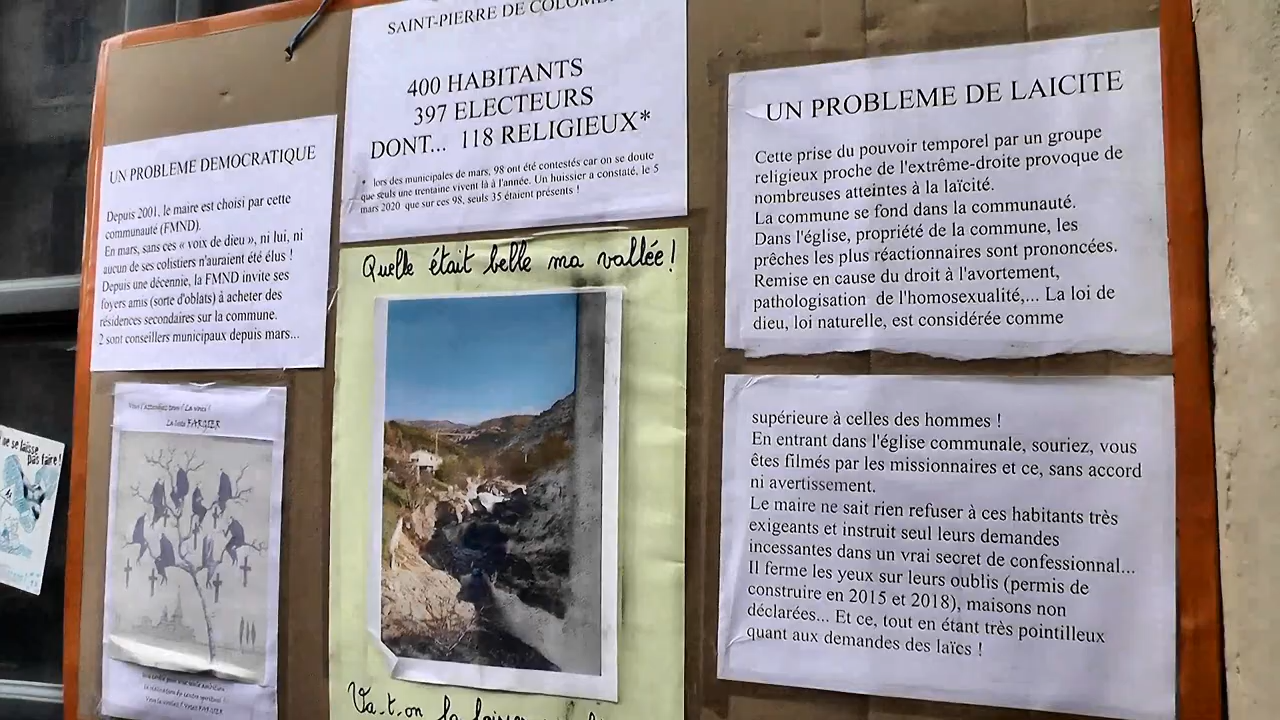 SAINT-PIERRE DE
400 HABITANTS
397 ELECTEURS
DONT... 118 RELIGIEUX*
* lors des municipales de mars, 98 ont été contestés car on se doute
que seuls une trentaine vivent là à l'année. Un huissier a constaté, le 5
mars 2020 que sur ces 98, seuls 35 étaient présents !
UN PROBLEME DEMOCRATIQUE
Depuis 2001, le maire est choisi par cette
communauté (FMND).
En mars, sans ces « voix de dieu », ni lui, ni
aucun de ses colistiers n'auraient été élus !
Depuis une décennie, la FMND invite ses
foyers amis (sorte d'oblats) à acheter des
résidences secondaires sur la commune.
2 sont conseillers municipaux depuis mars...
Quelle était belle ma vallée !
Va-t-on la laisser
UN PROBLEME DE LAICITE
Cette prise du pouvoir temporel par un groupe
religieux proche de l'extrême-droite provoque de
nombreuses atteintes à la laïcité.
La commune se fond dans la communauté.
Dans l'église, propriété de la commune, les
prêches les plus réactionnaires sont prononcées.
Remise en cause du droit à l'avortement,
pathologisation de l'homosexualité,... La loi de
dieu, loi naturelle, est considérée comme
supérieure à celles des hommes !
En entrant dans l'église communale, souriez, vous
êtes filmés par les missionnaires et ce, sans accord
ni avertissement.
Le maire ne sait rien refuser à ces habitants très
exigeants et instruit seul leurs demandes
incessantes dans un vrai secret de confessionnal...
Il ferme les yeux sur leurs oublis (permis de
construire en 2015 et 2018), maisons non
déclarées... Et ce, tout en étant très pointilleux
quant aux demandes des laïcs !
La liste FARGIER
se laisse
pas faire !